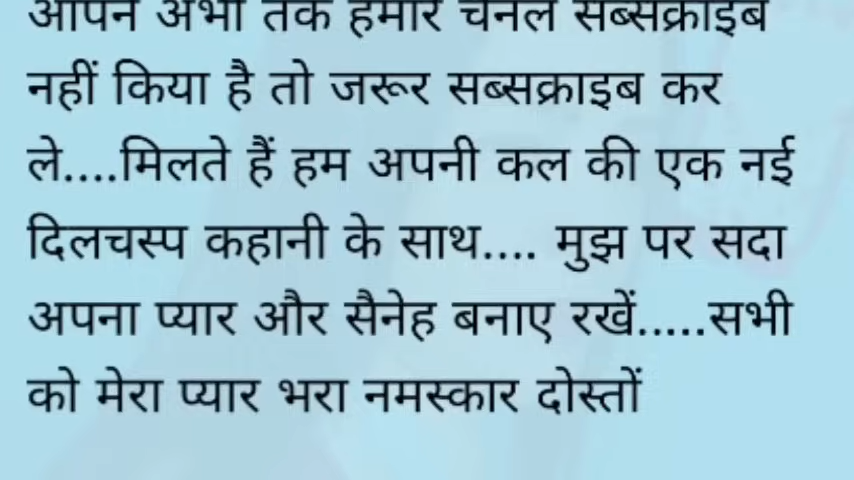 आपने अभी तक हमारे चैनल सब्सक्राइब
नहीं किया है तो जरूर सब्सक्राइब कर
ले....मिलते हैं हम अपनी कल की एक नई
दिलचस्प कहानी के साथ.... मुझ पर सदा
अपना प्यार और सैनेह बनाए रखें.....सभी
को मेरा प्यार भरा नमस्कार दोस्तों